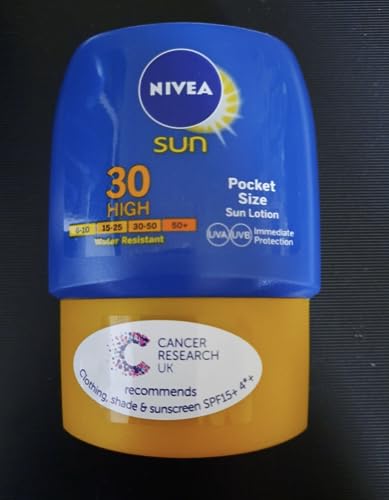 NIVEA
SUN
30
HIGH
6-10 15-25 30-50 50+
Water Resistant
Pocket
Size
Sun Lotion
UVA UVB Immediate
Protection
CANCER
RESEARCH
UK
recommends
Clothing, shade & sunscreen SPF15+ 4*+